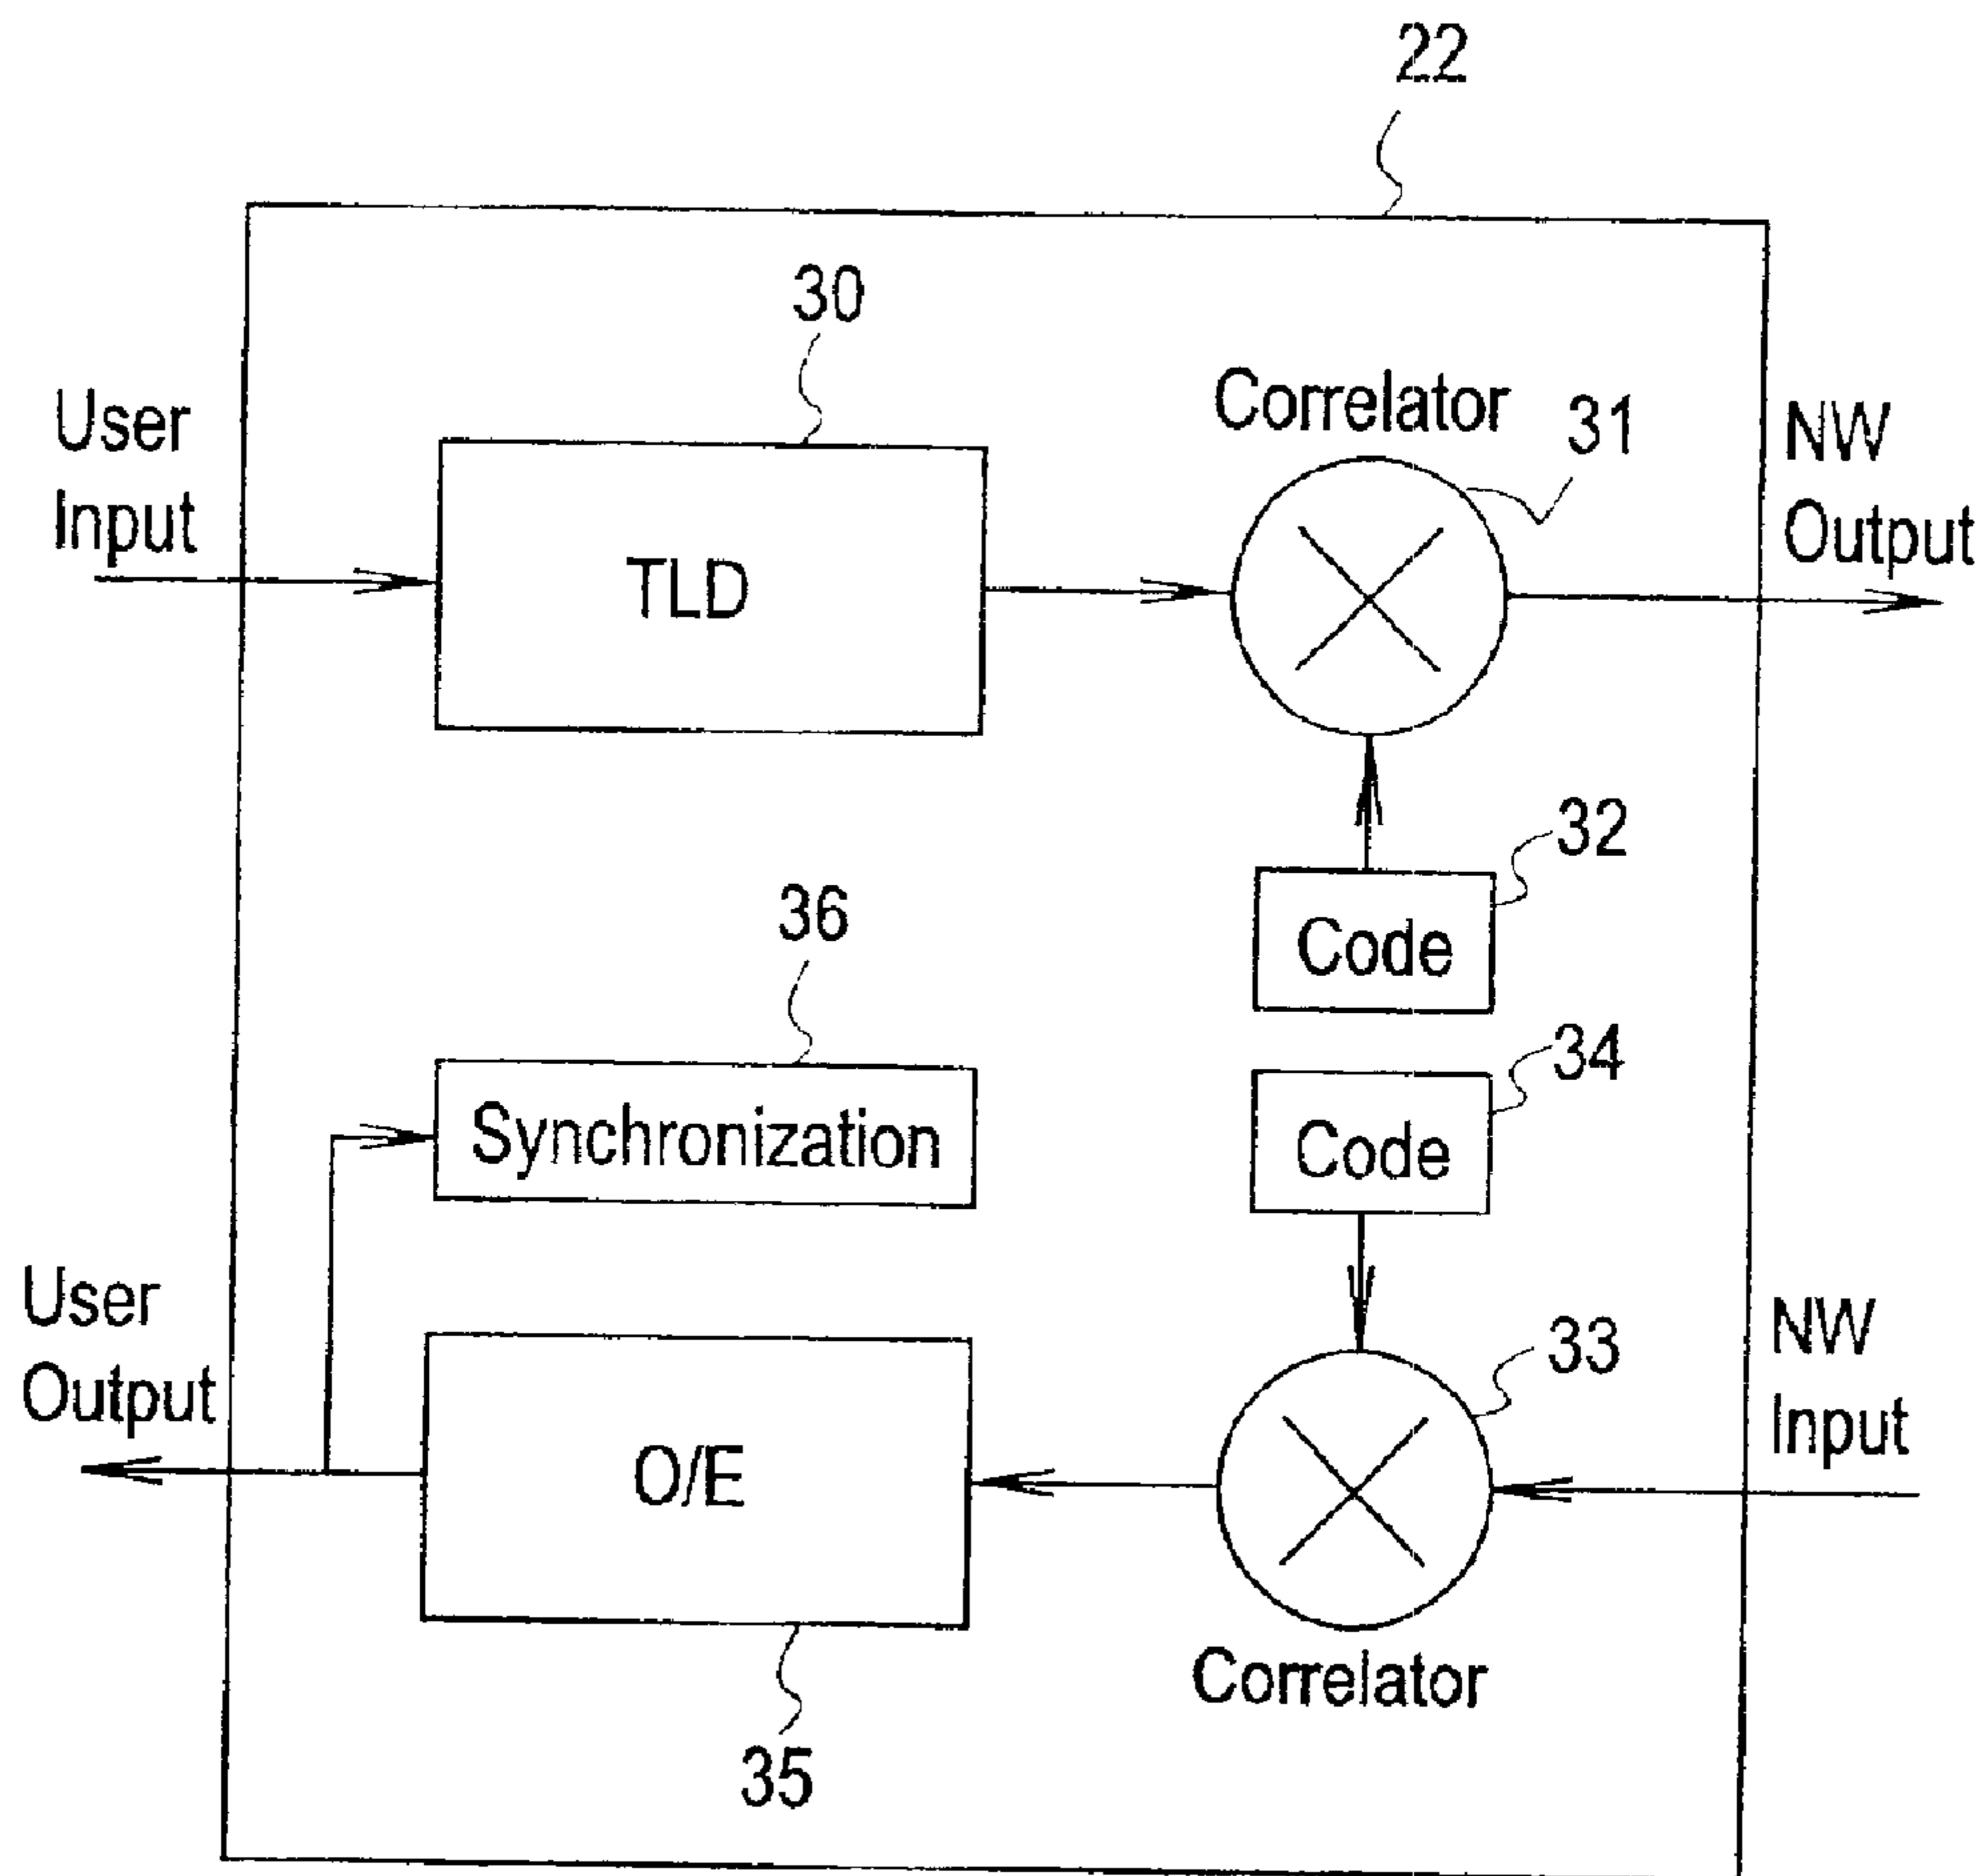 22
30
Correlator
31
User
Input
NW
Output
TLD
32
Code
36
34
Synchronization
Code
User
Output
NW
Input
33
O/E
Correlator
35